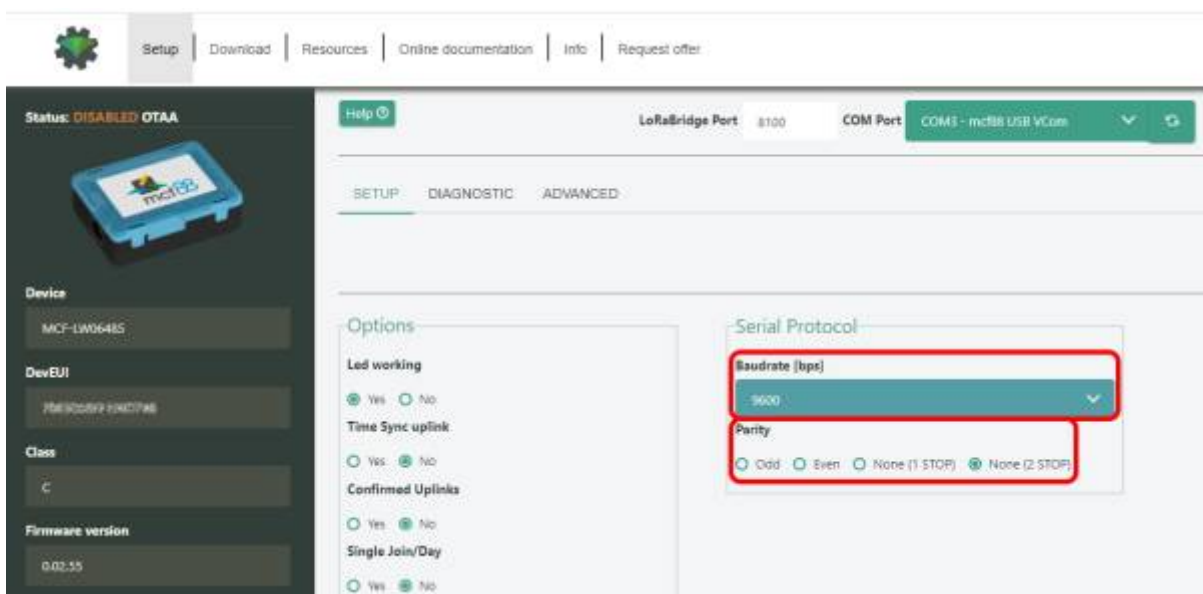 Setup Download Resources Online documentation Info Request offer
Status: DISABLED OTAA
Help
LoRaBridge Port 8100 COM Port COM3 - mcf88 USB VCom
mcf88
SETUP DIAGNOSTIC ADVANCED
Device
MCF-LW06485
DevEUI
Class
C
Firmware version
0.02.55
Options
Led working
Yes No
Time Sync uplink
Yes No
Confirmed Uplinks
Yes No
Single Join/Day
Yes No
Serial Protocol
Baudrate [bps]
9600
Parity
Odd Even None (1 STOP) None (2 STOP)